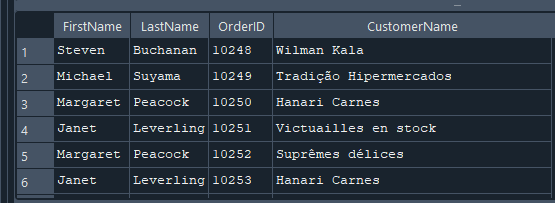 FirstName LastName OrderID CustomerName
1 Steven Buchanan 10248 Wilman Kala
2 Michael Suyama 10249 Tradição Hipermercados
3 Margaret Peacock 10250 Hanari Carnes
4 Janet Leverling 10251 Victuailles en stock
5 Margaret Peacock 10252 Suprêmes délices
6 Janet Leverling 10253 Hanari Carnes